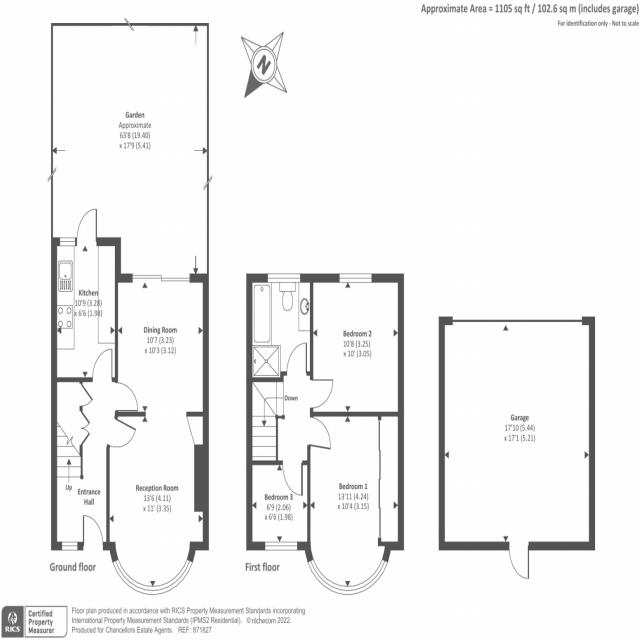 Approximate Area = 1105 sq ft / 102.6 sq m (includes garage)
For identification only - Not to scale
N
Garden
Approximate
63'8 (19.40)
x 17'9 (5.41)
Kitchen
10'9 (3.28)
x 6'6 (1.98)
Dining Room
10'7 (3.23)
x 10'3 (3.12)
Reception Room
13'6 (4.11)
x 11' (3.35)
Up
Entrance
Hall
Ground floor
Bedroom 2
10'8 (3.25)
x 10' (3.05)
Down
Bedroom 1
13'11 (4.24)
x 10'4 (3.15)
Bedroom 3
6'9 (2.06)
x 6'6 (1.98)
First floor
Garage
17'10 (5.44)
x 17'1 (5.21)
RICS
Certified
Property
Measurer
Floor plan produced in accordance with RICS Property Measurement Standards incorporating
International Property Measurement Standards (IPMS2 Residential). © ntchecom 2022.
Produced for Chancellors Estate Agents. REF: 871827